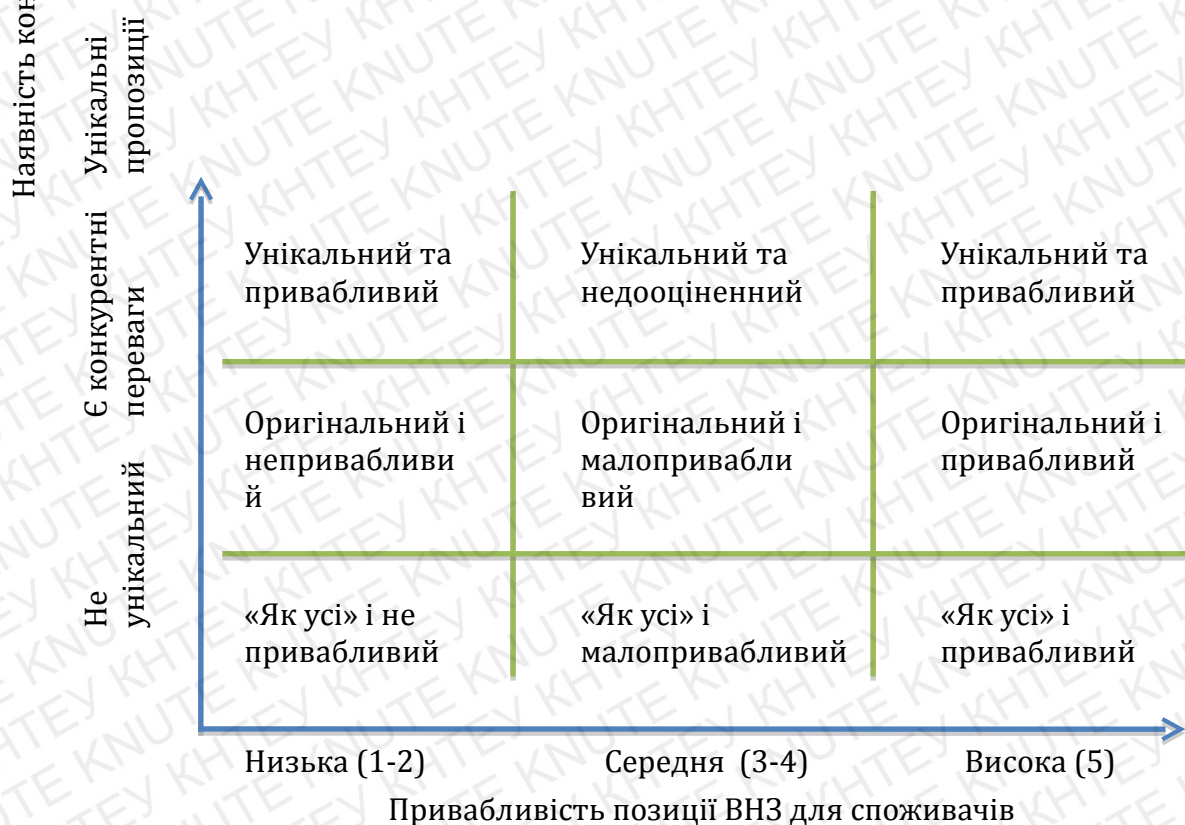 Наявність
Унікальні
пропозиції
Є конкурентні
переваги
Не
унікальний
Унікальний та
привабливий
Унікальний та
недооціненний
Унікальний та
привабливий
Оригінальний і
непривабливи
й
Оригінальний і
малопривабли
вий
Оригінальний і
привабливий
«Як усі» і не
привабливий
«Як усі» і
малопривабливий
«Як усі» і
привабливий
Низька (1-2)
Середня (3-4)
Висока (5)
Привабливість позиції ВНЗ для споживачів